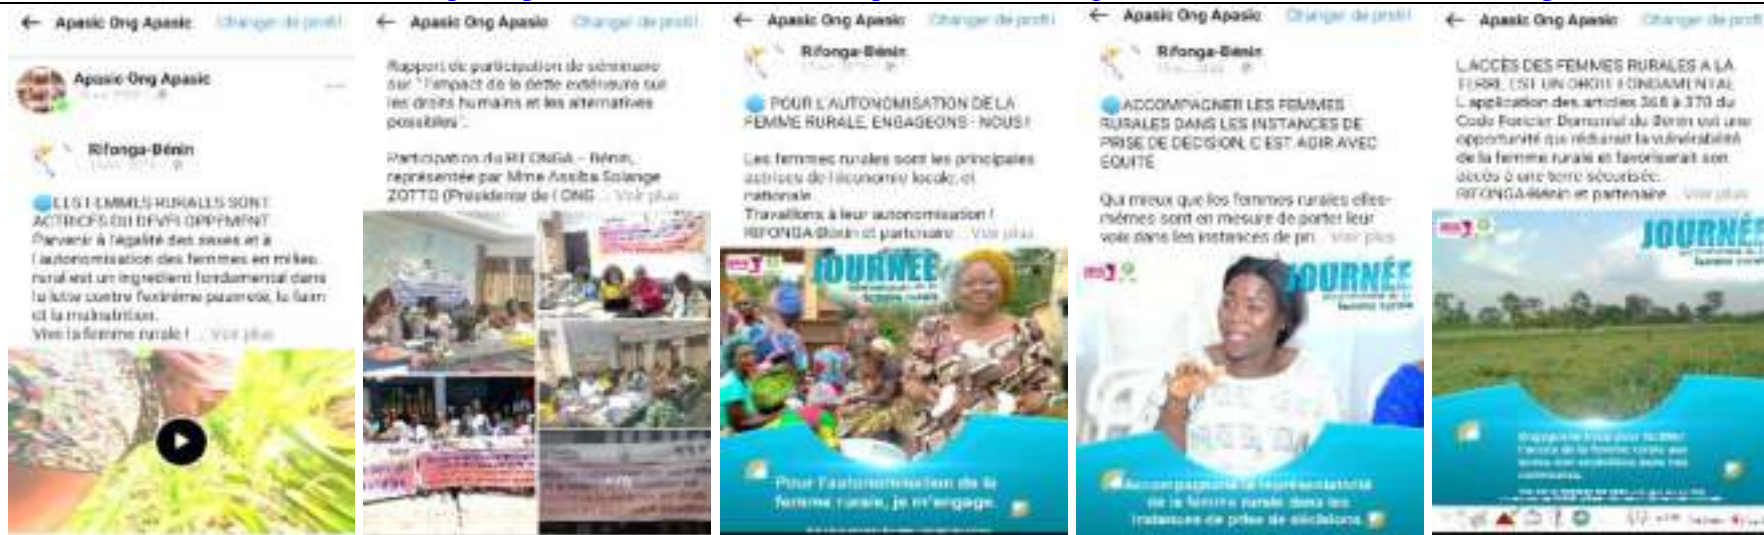 ← Apasic Ong Apasic Changer de profil
Apasic Ong Apasic
Rifonga-Bénin
LES FEMMES RURALES SONT
ACTRICES DU DEVELOPPEMENT
Parvenir à l'égalité des sexes et à
l'autonomisation des femmes en milieu
rural est un ingrédient fondamental dans
la lutte contre l'extrême pauvreté, la faim
et la malnutrition.
Vive la femme rurale ! ... Voir plus
← Apasic Ong Apasic Changer de profil
Rapport de participation de séminaire
sur "l'impact de la dette extérieure sur
les droits humains et les alternatives
possibles".
Participation du RIFONGA – Bénin,
représentée par Mme Assiba Solange
ZOTTO (Présidente de l ONG ... Voir plus
← Apasic Ong Apasic Changer de profil
Rifonga-Bénin
POUR L'AUTONOMISATION DE LA
FEMME RURALE, ENGAGEONS - NOUS !
Les femmes rurales sont les principales
actrices de l'économie locale, et
nationale.
Travaillons à leur autonomisation !
RIFONGA-Bénin et partenaire ... Voir plus
JOURNÉE
internationale de la
femme rurale
Pour l'autonomisation de la
femme rurale, je m'engage.
← Apasic Ong Apasic Changer de profil
Rifonga-Bénin
ACCOMPAGNER LES FEMMES
RURALES DANS LES INSTANCES DE
PRISE DE DECISION, C EST AGIR AVEC
EQUITE
Qui mieux que les femmes rurales elles-
mêmes sont en mesure de porter leur
voix dans les instances de pri... Voir plus
JOURNÉE
internationale de la
femme rurale
Accompagnons la représentativité
de la femme rurale dans les
instances de prise de décisions
← Apasic Ong Apasic Changer de profil
L,ACCÈS DES FEMMES RURALES A LA
TERRE, EST UN DROIT FONDAMENTAL
L application des articles 368 à 370 du
Code Foncier Domanial du Bénin est une
opportunité qui réduirait la vulnérabilité
de la femme rurale et favoriserait son
accès à une terre sécurisée.
RIFONGA-Bénin et partenaire ... Voir plus
JOURNÉE